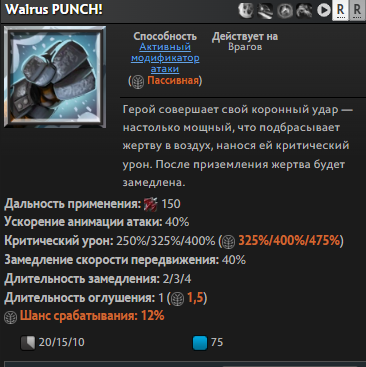 Walrus PUNCH!
R R
Способность
Активный
модификатор
атаки
( Пассивная)
Действует на
Врагов
Герой совершает свой коронный удар —
настолько мощный, что подбрасывает
жертву в воздух, нанося ей критический
урон. После приземления жертва будет
замедлена.
Дальность применения: 150
Ускорение анимации атаки: 40%
Критический урон: 250%/325%/400% ( 325%/400%/475%)
Замедление скорости передвижения: 40%
Длительность замедления: 2/3/4
Длительность оглушения: 1 ( 1,5)
Шанс срабатывания: 12%
20/15/10 75